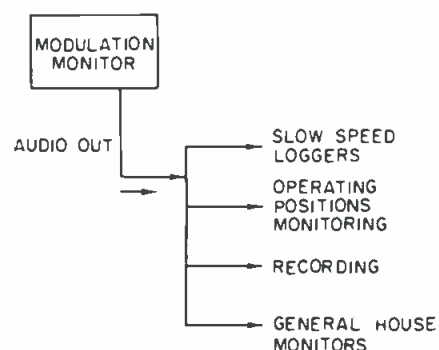 MODULATION
MONITOR
AUDIO OUT
SLOW SPEED
LOGGERS
OPERATING
POSITIONS
MONITORING
RECORDING
GENERAL HOUSE
MONITORS